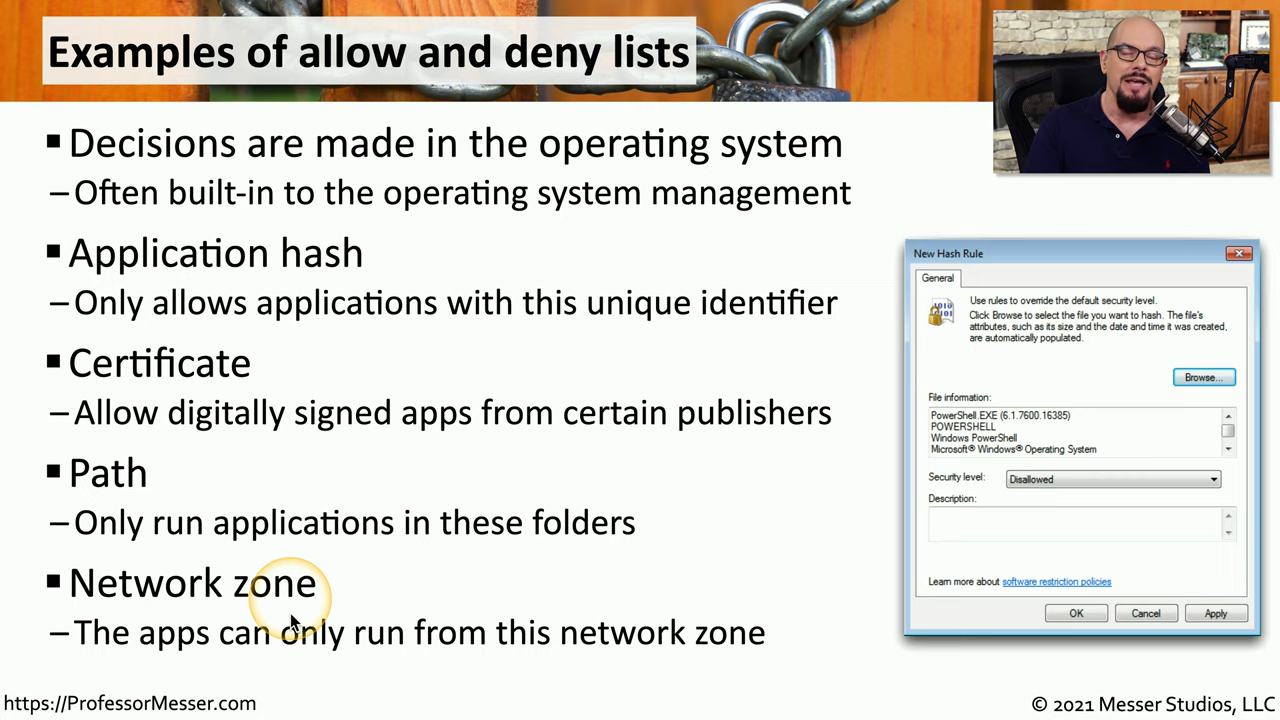 Examples of allow and deny lists
▪ Decisions are made in the operating system
– Often built-in to the operating system management
▪ Application hash
– Only allows applications with this unique identifier
▪ Certificate
– Allow digitally signed apps from certain publishers
▪ Path
– Only run applications in these folders
▪ Network zone
– The apps can only run from this network zone
New Hash Rule
General
Use rules to override the default security level.
Click Browse to select the file you want to hash. The file's
attributes, such as its size and the date and time it was created,
are automatically populated.
Browse...
File information:
PowerShell.EXE (6.1.7600.16385)
POWERSHELL
Windows PowerShell
Microsoft® Windows® Operating System
Security level: Disallowed
Description:
Learn more about software restriction policies
OK Cancel Apply
https://ProfessorMesser.com
© 2021 Messer Studios, LLC